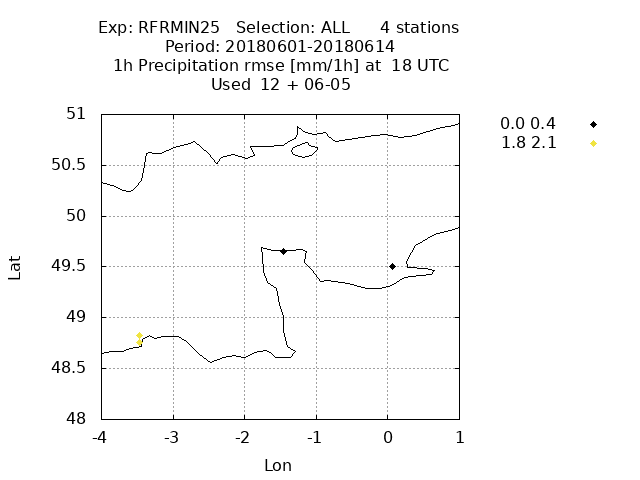 Exp: RFRMIN25 Selection: ALL 4 stations
Period: 20180601-20180614
1h Precipitation rmse [mm/1h] at 18 UTC
Used 12 + 06-05
0.0 0.4
1.8 2.1
51
50.5
50
49.5
49
48.5
48
Lat
-4 -3 -2 -1 0 1
Lon